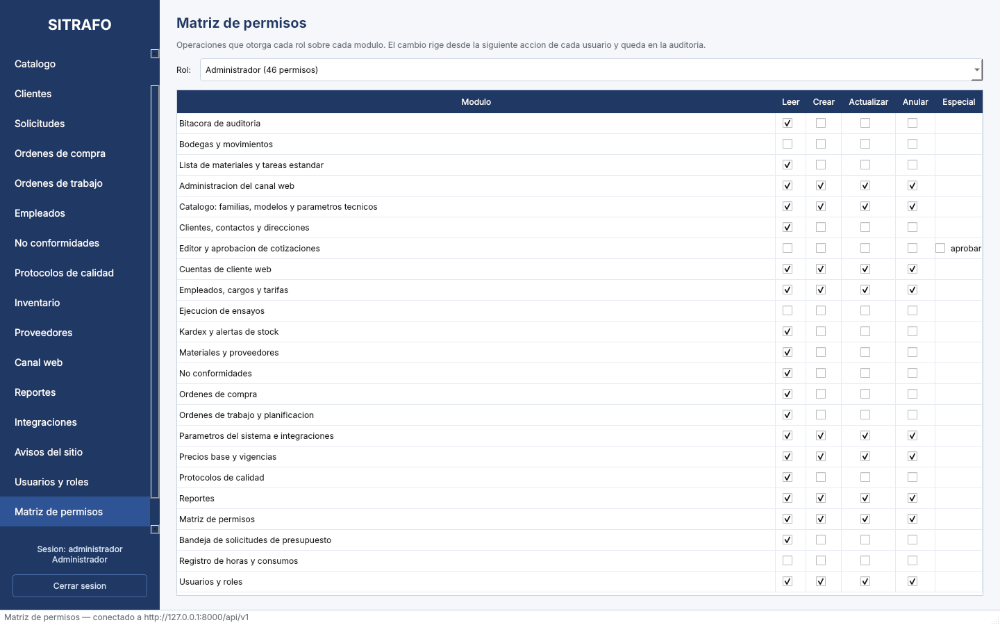 SITRAFO
Catalogo
Clientes
Solicitudes
Ordenes de compra
Ordenes de trabajo
Empleados
No conformidades
Protocolos de calidad
Inventario
Proveedores
Canal web
Reportes
Integraciones
Avisos del sitio
Usuarios y roles
Matriz de permisos
Sesion: administrador
Administrador
Cerrar sesion
Matriz de permisos
Operaciones que otorga cada rol sobre cada modulo. El cambio rige desde la siguiente accion de cada usuario y queda en la auditoria.
Rol: Administrador (46 permisos)
Modulo Leer Crear Actualizar Anular Especial
Bitacora de auditoria
Bodegas y movimientos
Lista de materiales y tareas estandar
Administracion del canal web
Catalogo: familias, modelos y parametros tecnicos
Clientes, contactos y direcciones
Editor y aprobacion de cotizaciones aprobar
Cuentas de cliente web
Empleados, cargos y tarifas
Ejecucion de ensayos
Kardex y alertas de stock
Materiales y proveedores
No conformidades
Ordenes de compra
Ordenes de trabajo y planificacion
Parametros del sistema e integraciones
Precios base y vigencias
Protocolos de calidad
Reportes
Matriz de permisos
Bandeja de solicitudes de presupuesto
Registro de horas y consumos
Usuarios y roles
Matriz de permisos — conectado a http://127.0.0.1:8000/api/v1